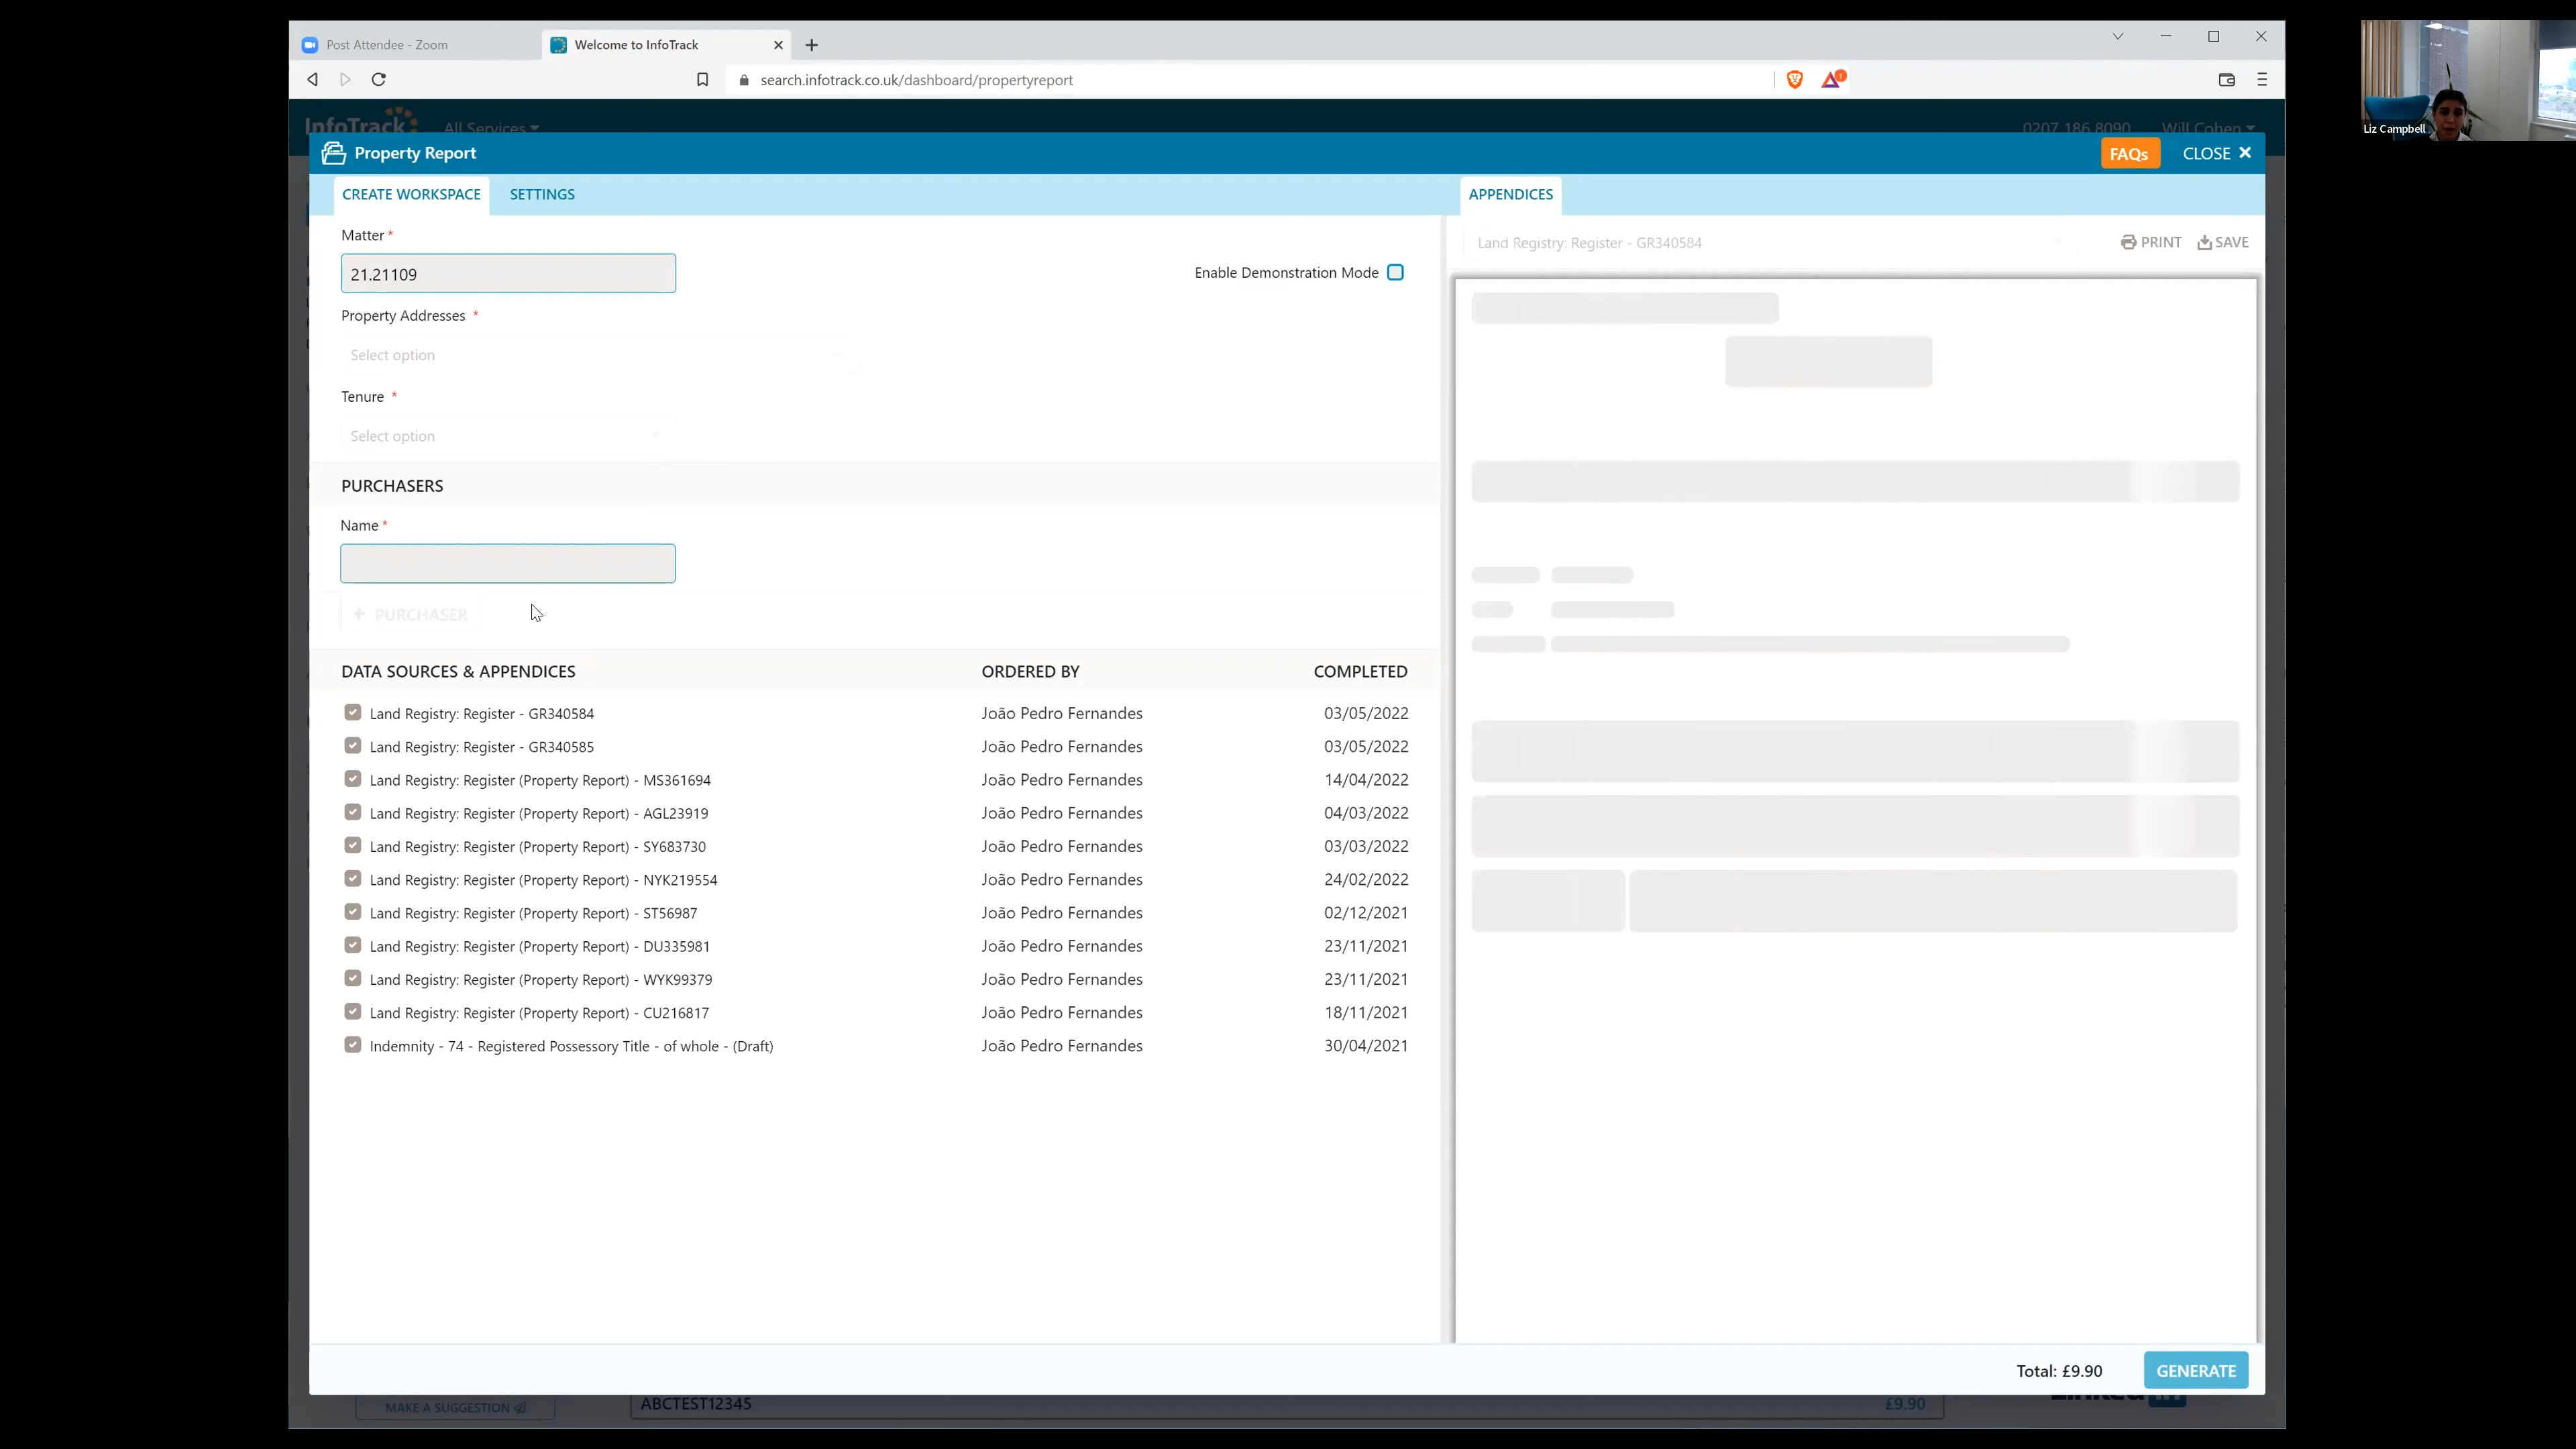 Post Attendee - Zoom
Welcome to InfoTrack
search.infotrack.co.uk/dashboard/propertyreport
1
Liz Campbell
InfoTrack
All Services
0207 186 8090
Will Cohen
Property Report
FAQs
CLOSE
CREATE WORKSPACE
SETTINGS
APPENDICES
Matter *
21.21109
Enable Demonstration Mode
Land Registry: Register - GR340584
PRINT
SAVE
Property Addresses *
Select option
Tenure *
Select option
PURCHASERS
Name *
+ PURCHASER
DATA SOURCES & APPENDICES ORDERED BY COMPLETED
Land Registry: Register - GR340584 João Pedro Fernandes 03/05/2022
Land Registry: Register - GR340585 João Pedro Fernandes 03/05/2022
Land Registry: Register (Property Report) - MS361694 João Pedro Fernandes 14/04/2022
Land Registry: Register (Property Report) - AGL23919 João Pedro Fernandes 04/03/2022
Land Registry: Register (Property Report) - SY683730 João Pedro Fernandes 03/03/2022
Land Registry: Register (Property Report) - NYK219554 João Pedro Fernandes 24/02/2022
Land Registry: Register (Property Report) - ST56987 João Pedro Fernandes 02/12/2021
Land Registry: Register (Property Report) - DU335981 João Pedro Fernandes 23/11/2021
Land Registry: Register (Property Report) - WYK99379 João Pedro Fernandes 23/11/2021
Land Registry: Register (Property Report) - CU216817 João Pedro Fernandes 18/11/2021
Indemnity - 74 - Registered Possessory Title - of whole - (Draft) João Pedro Fernandes 30/04/2021
Total: £9.90
GENERATE
MAKE A SUGGESTION
ABCTEST12345
£9.90